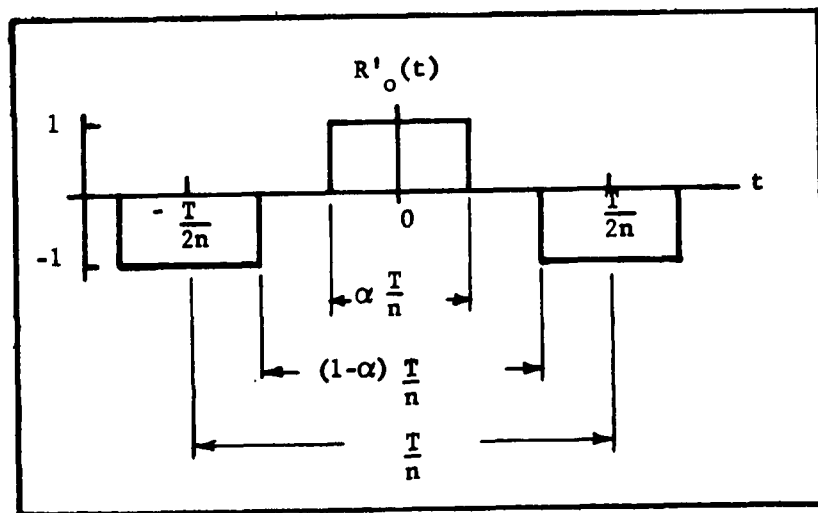 R'o(t)
1
- T/2n
0
T/2n
t
-1
α T/n
(1-α) T/n
T/n